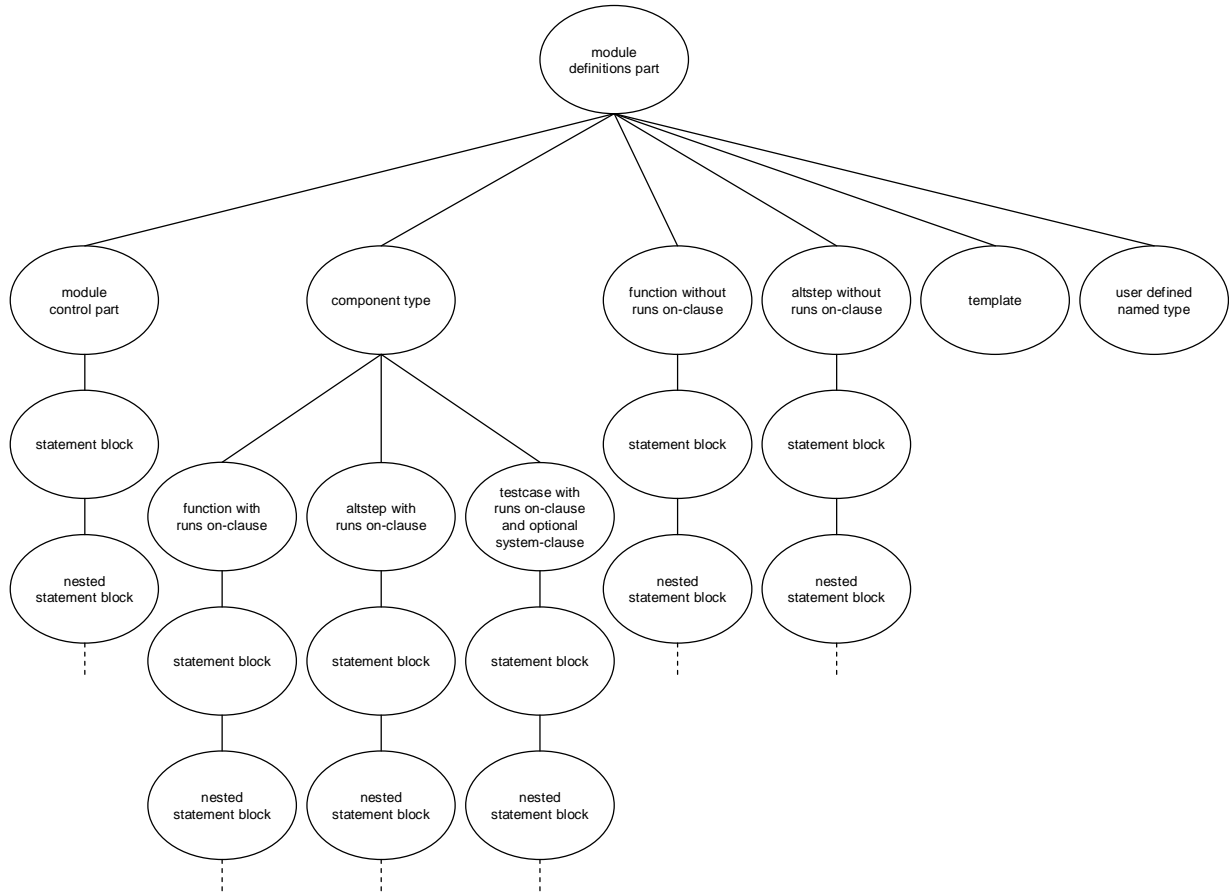 module
definitions part
module
control part
component type
function without
runs on-clause
altstep without
runs on-clause
template
user defined
named type
statement block
statement block
statement block
function with
runs on-clause
altstep with
runs on-clause
testcase with
runs on-clause
and optional
system-clause
nested
statement block
nested
statement block
nested
statement block
statement block
statement block
statement block
nested
statement block
nested
statement block
nested
statement block